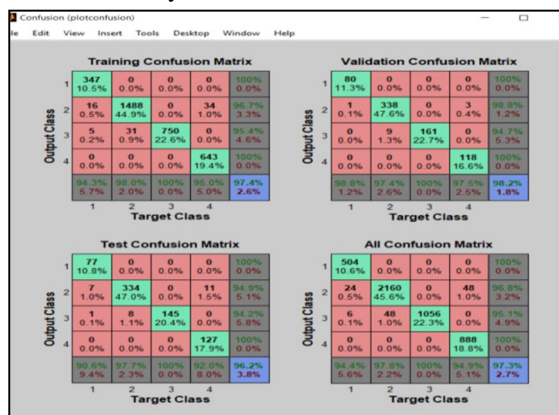 Confusion (plotconfusion)
le Edit View Insert Tools Desktop Window Help
Training Confusion Matrix
1 347 0 0 0 100%
10.5% 0.0% 0.0% 0.0% 0.0%
2 16 1488 0 34 96.7%
0.5% 44.9% 0.0% 1.0% 3.3%
3 5 31 750 0 95.4%
0.2% 0.9% 22.6% 0.0% 4.6%
4 0 0 0 643 100%
0.0% 0.0% 0.0% 19.4% 0.0%
94.3% 98.0% 100% 95.0% 97.4%
5.7% 2.0% 0.0% 5.0% 2.6%
1 2 3 4
Output Class
Target Class
Validation Confusion Matrix
1 80 0 0 0 100%
11.3% 0.0% 0.0% 0.0% 0.0%
2 1 338 0 3 98.8%
0.1% 47.6% 0.0% 0.4% 1.2%
3 0 9 161 0 94.7%
0.0% 1.3% 22.7% 0.0% 5.3%
4 0 0 0 118 100%
0.0% 0.0% 0.0% 16.6% 0.0%
98.8% 97.4% 100% 97.5% 98.2%
1.2% 2.6% 0.0% 2.5% 1.8%
1 2 3 4
Output Class
Target Class
Test Confusion Matrix
1 77 0 0 0 100%
10.8% 0.0% 0.0% 0.0% 0.0%
2 7 334 0 11 94.9%
1.0% 47.0% 0.0% 1.5% 5.1%
3 1 8 145 0 94.2%
0.1% 1.1% 20.4% 0.0% 5.8%
4 0 0 0 127 100%
0.0% 0.0% 0.0% 17.9% 0.0%
90.6% 97.7% 100% 92.0% 96.2%
9.4% 2.3% 0.0% 8.0% 3.8%
1 2 3 4
Output Class
Target Class
All Confusion Matrix
1 504 0 0 0 100%
10.6% 0.0% 0.0% 0.0% 0.0%
2 24 2160 0 48 96.8%
0.5% 45.6% 0.0% 1.0% 3.2%
3 6 48 1056 0 95.1%
0.1% 1.0% 22.3% 0.0% 4.9%
4 0 0 0 888 100%
0.0% 0.0% 0.0% 18.8% 0.0%
94.4% 97.8% 100% 94.9% 97.3%
5.6% 2.2% 0.0% 5.1% 2.7%
1 2 3 4
Output Class
Target Class